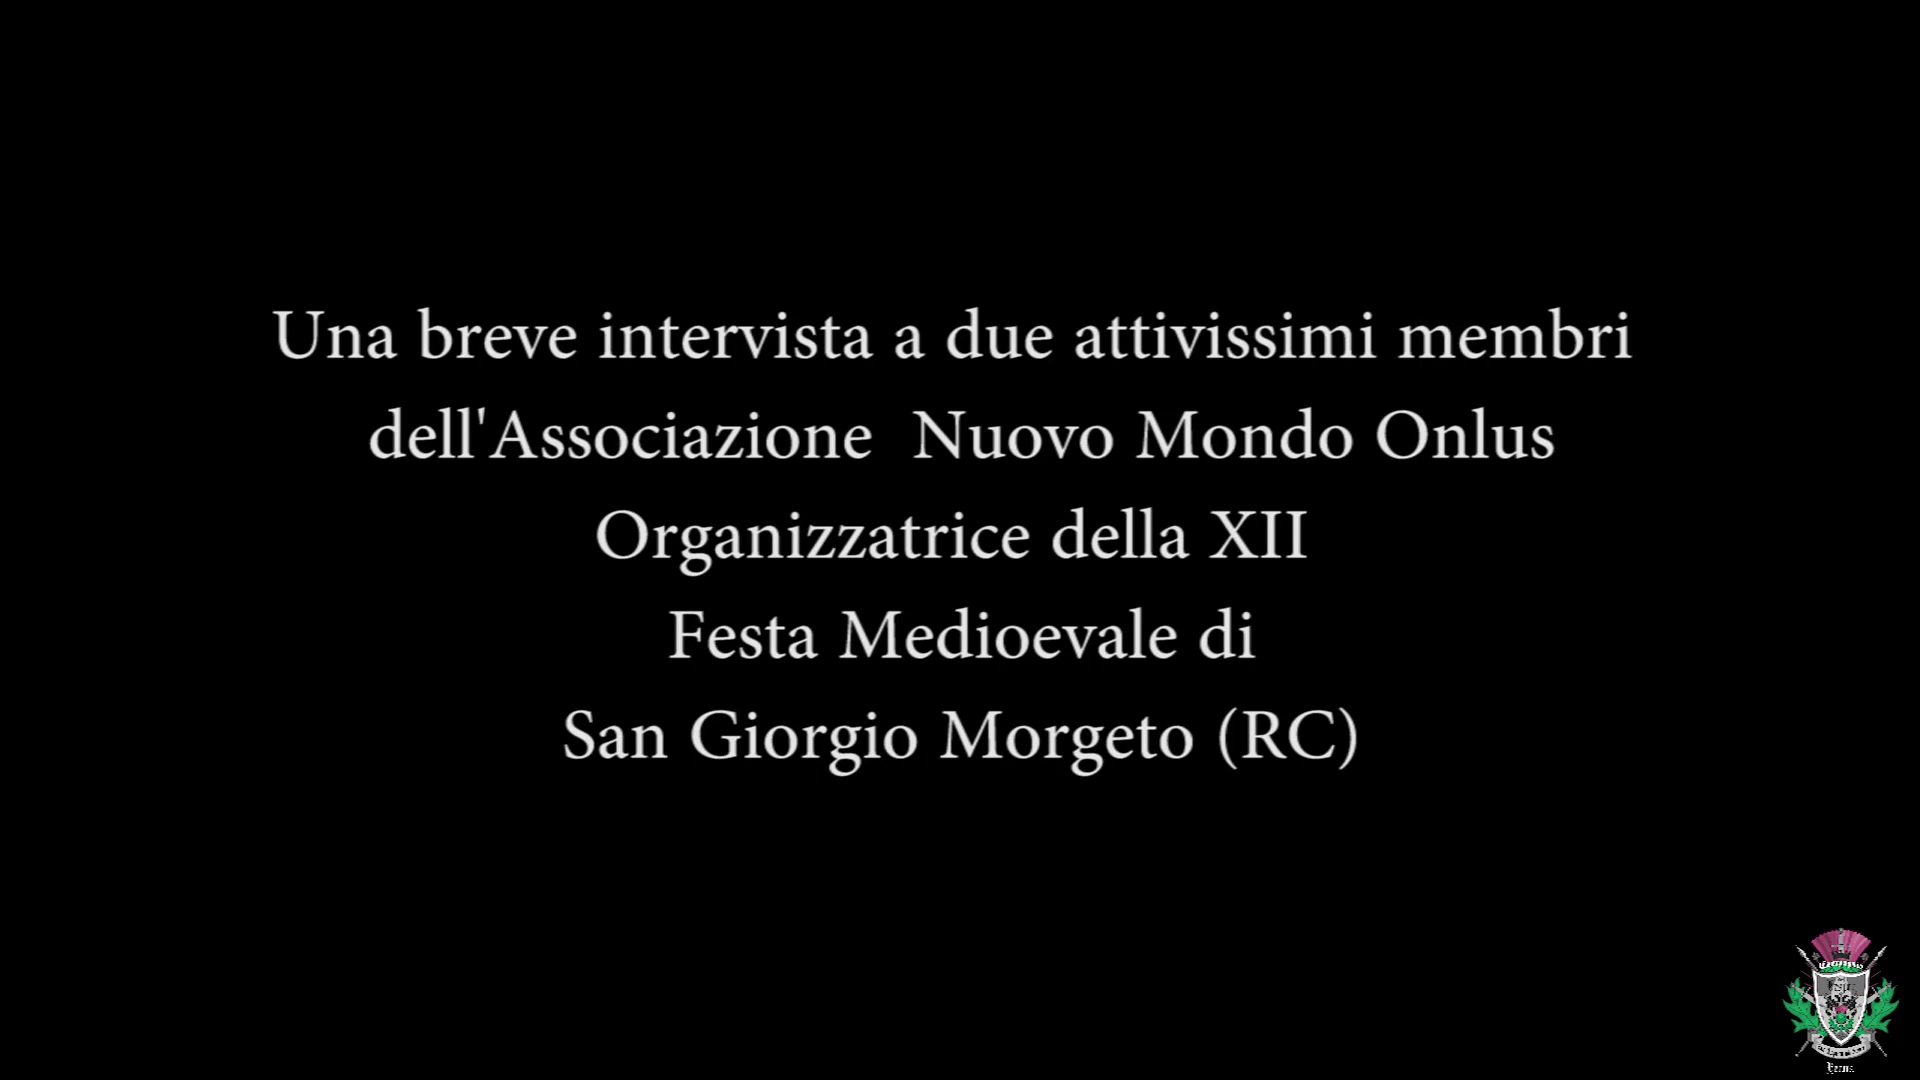 Una breve intervista a due attivissimi membri
dell'Associazione  Nuovo Mondo Onlus
Organizzatrice della XII
Festa Medioevale di
San Giorgio Morgeto (RC)